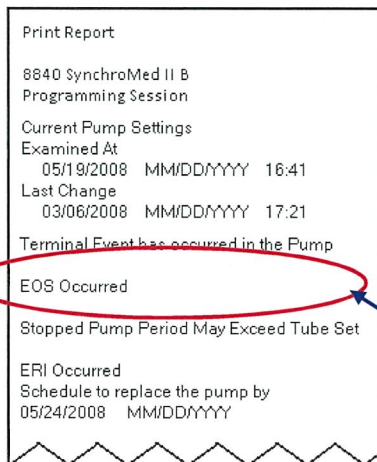 Print Report
8840 SynchroMed II B
Programming Session
Current Pump Settings
Examined At
05/19/2008 MM/DD/YYYY 16:41
Last Change
03/06/2008 MM/DD/YYYY 17:21
Terminal Event has occurred in the Pump
EOS Occurred
Stopped Pump Period May Exceed Tube Set
ERI Occurred
Schedule to replace the pump by
05/24/2008 MM/DD/YYYY